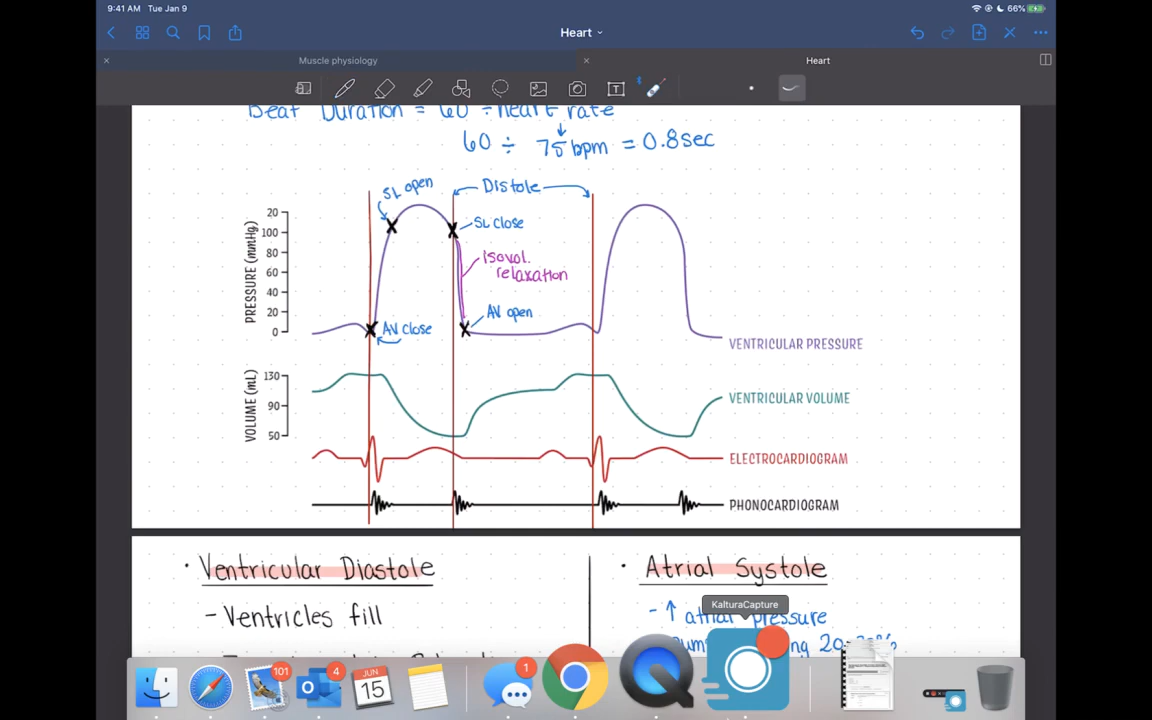 9:41 AM Tue Jan 9
66%
Heart
Muscle physiology
Heart
Beat Duration = 60 ÷ heart rate
60 ÷ 75 bpm = 0.8sec
SL open
Distole
SL close
Isovol.
relaxation
AV open
AV close
PRESSURE (mmHg)
20
100
80
60
40
20
0
VENTRICULAR PRESSURE
VOLUME (mL)
130
90
50
VENTRICULAR VOLUME
ELECTROCARDIOGRAM
PHONOCARDIOGRAM
· Ventricular Diastole
- Ventricles fill
· Atrial Systole
- ↑ atrial pressure
KalturaCapture
101
4
JUN
15
1